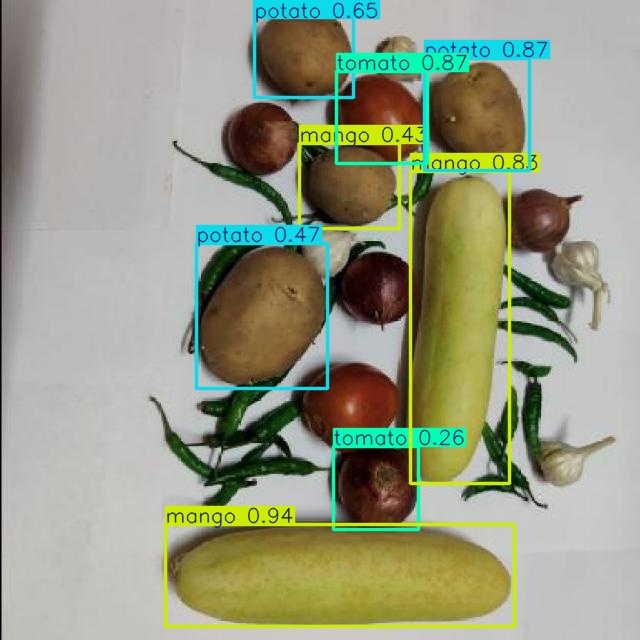 potato 0.65
potato 0.87
tomato 0.87
mango 0.43
mango 0.83
potato 0.47
tomato 0.26
mango 0.94